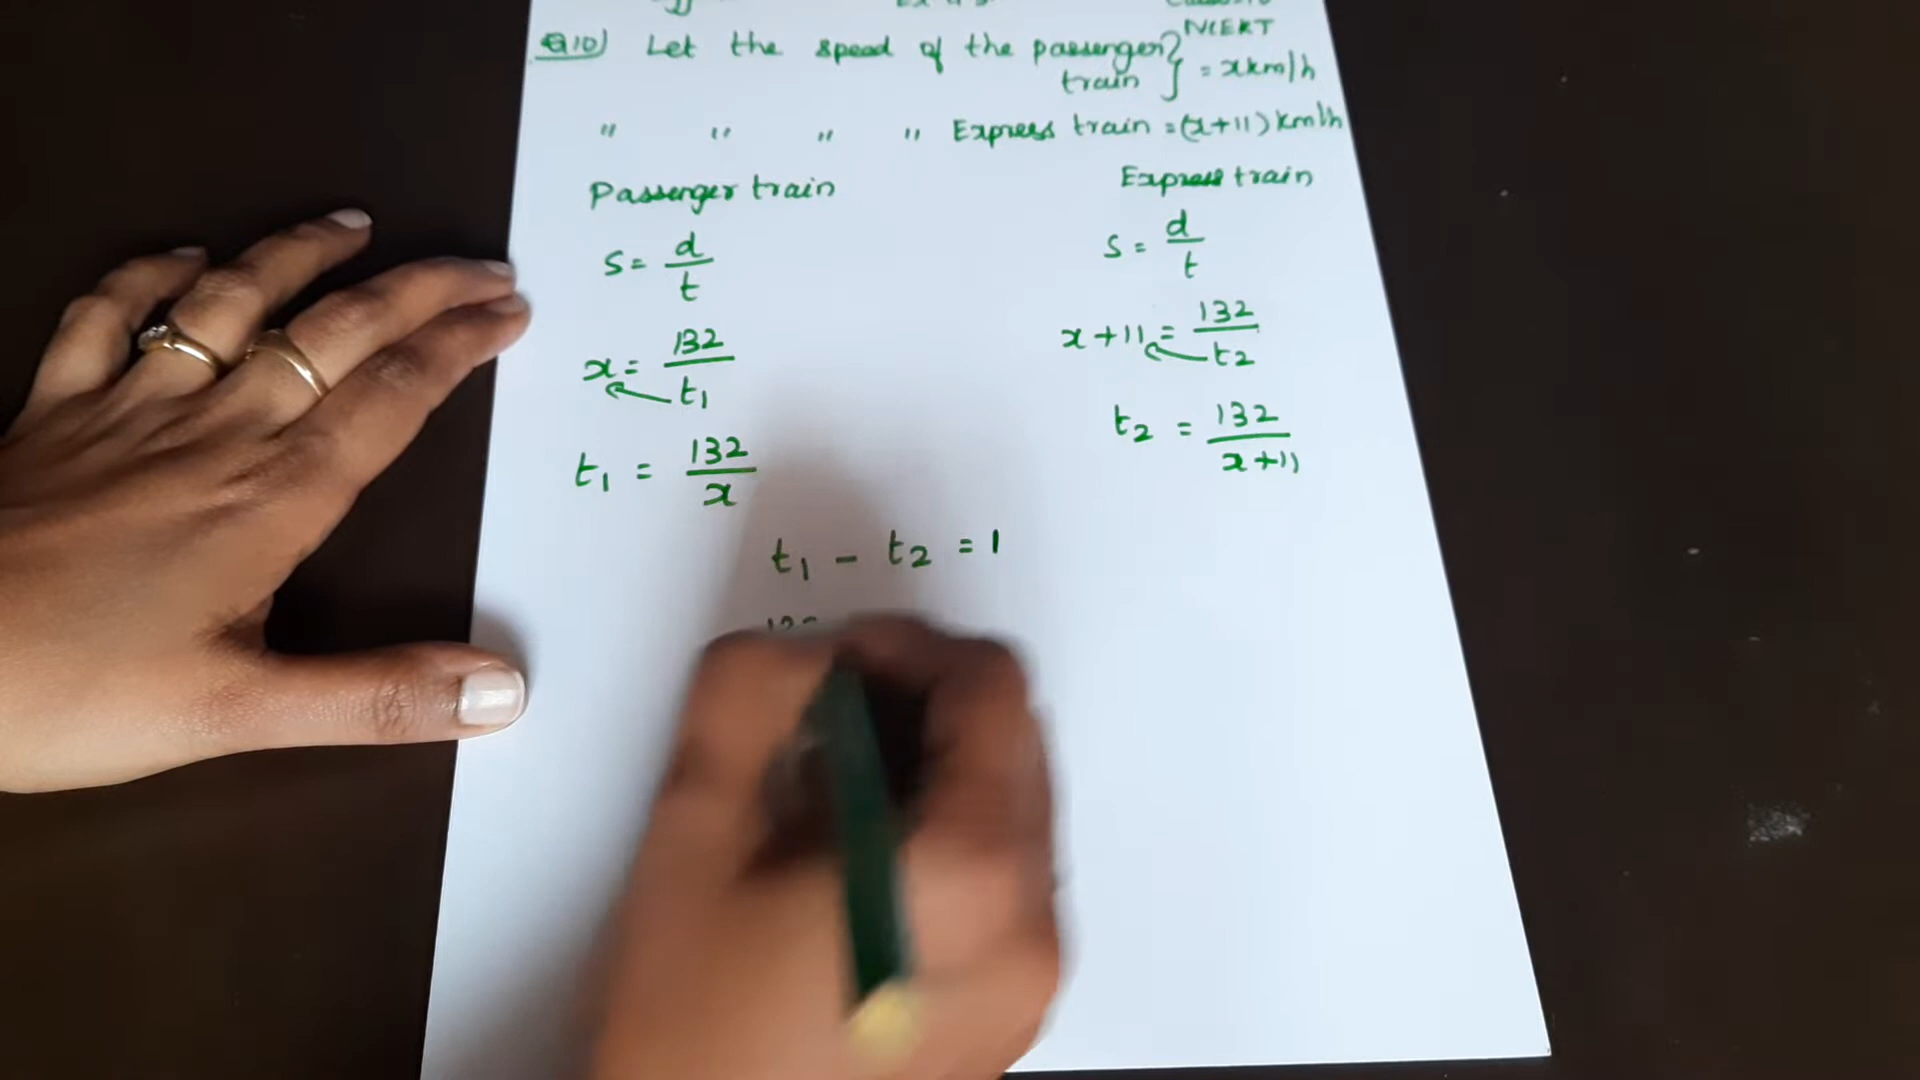 NCERT
Q10) Let the speed of the passenger train } = x km/h
" " " " Express train = (x+11) km/h
Passenger train
S = d/t
x = 132/t₁
t₁ = 132/x
Express train
S = d/t
x+11 = 132/t₂
t₂ = 132/x+11
t₁ - t₂ = 1